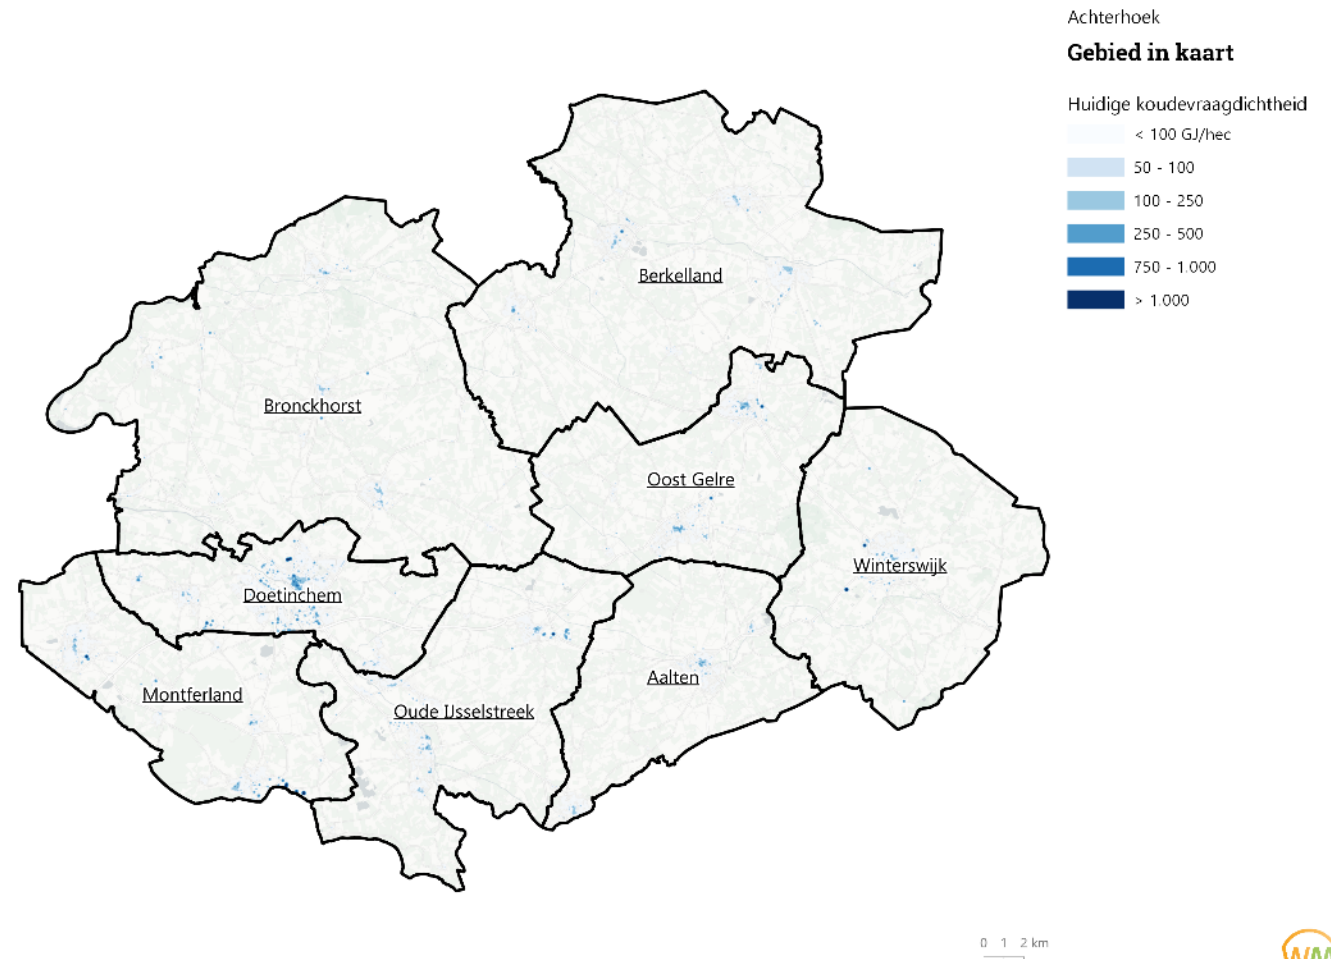 Achterhoek
Gebied in kaart
Huidige koudevraagdichtheid
< 100 GJ/hec
50 - 100
100 - 250
250 - 500
750 - 1.000
> 1.000
Berkelland
Bronckhorst
Oost Gelre
Winterswijk
Doetinchem
Aalten
Montferland
Oude IJsselstreek
0 1 2 km
WM